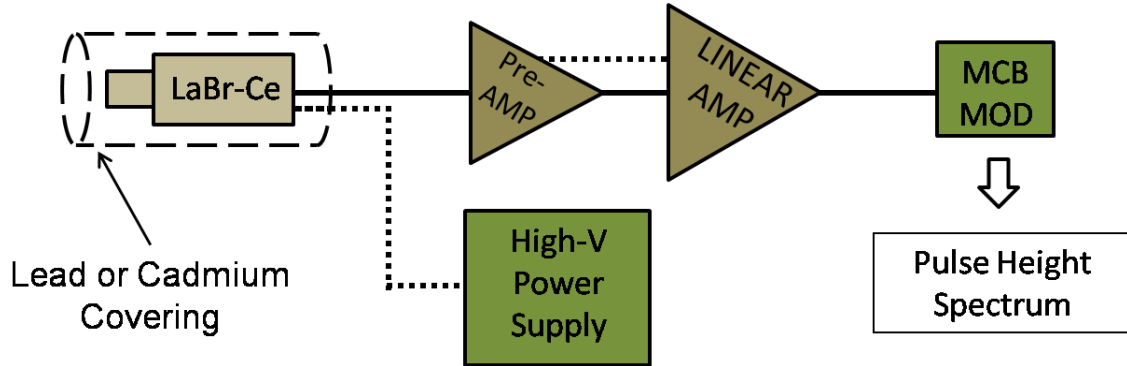 LaBr-Ce
Pre-
AMP
LINEAR
AMP
MCB
MOD
Lead or Cadmium
Covering
High-V
Power
Supply
Pulse Height
Spectrum